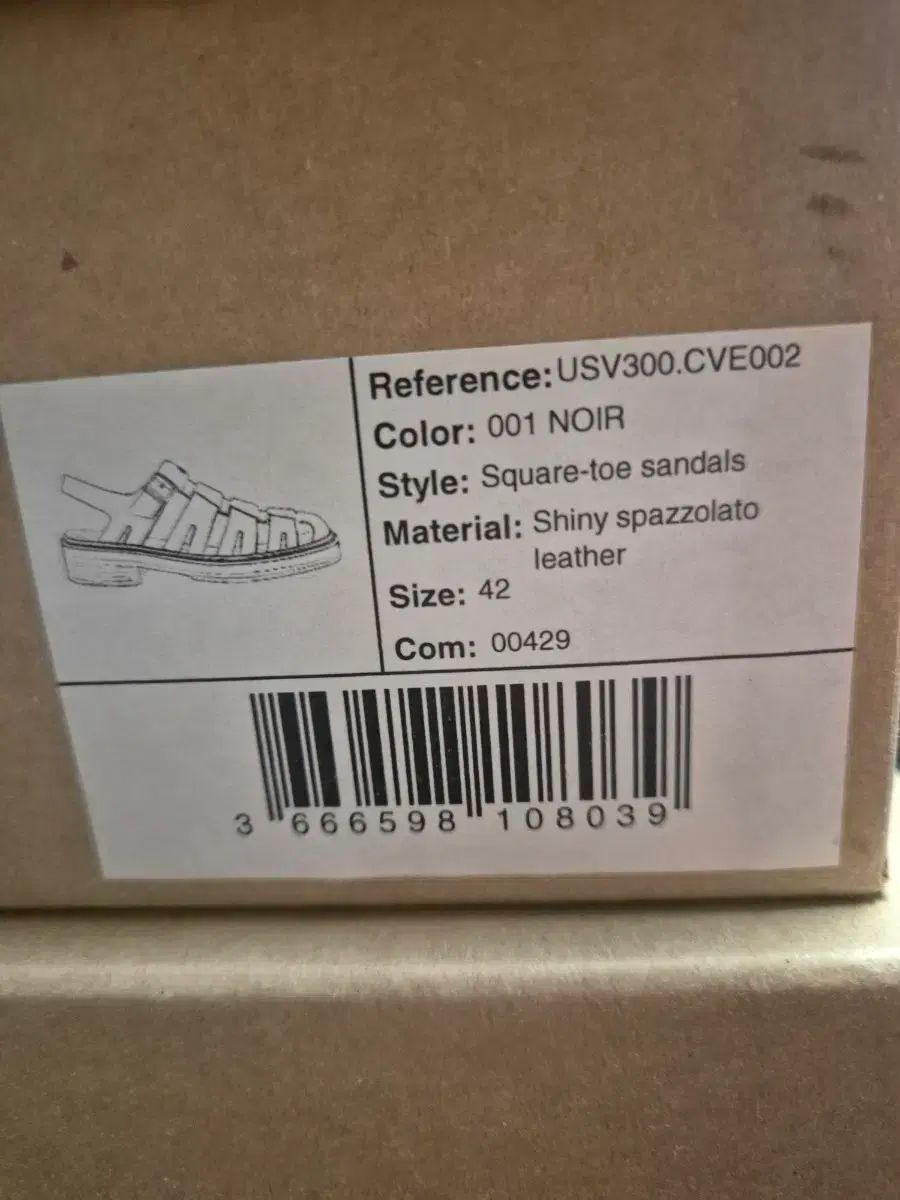 Reference: USV300.CVE002
Color: 001 NOIR
Style: Square-toe sandals
Material: Shiny spazzolato
leather
Size: 42
Com: 00429
3 666598 108039